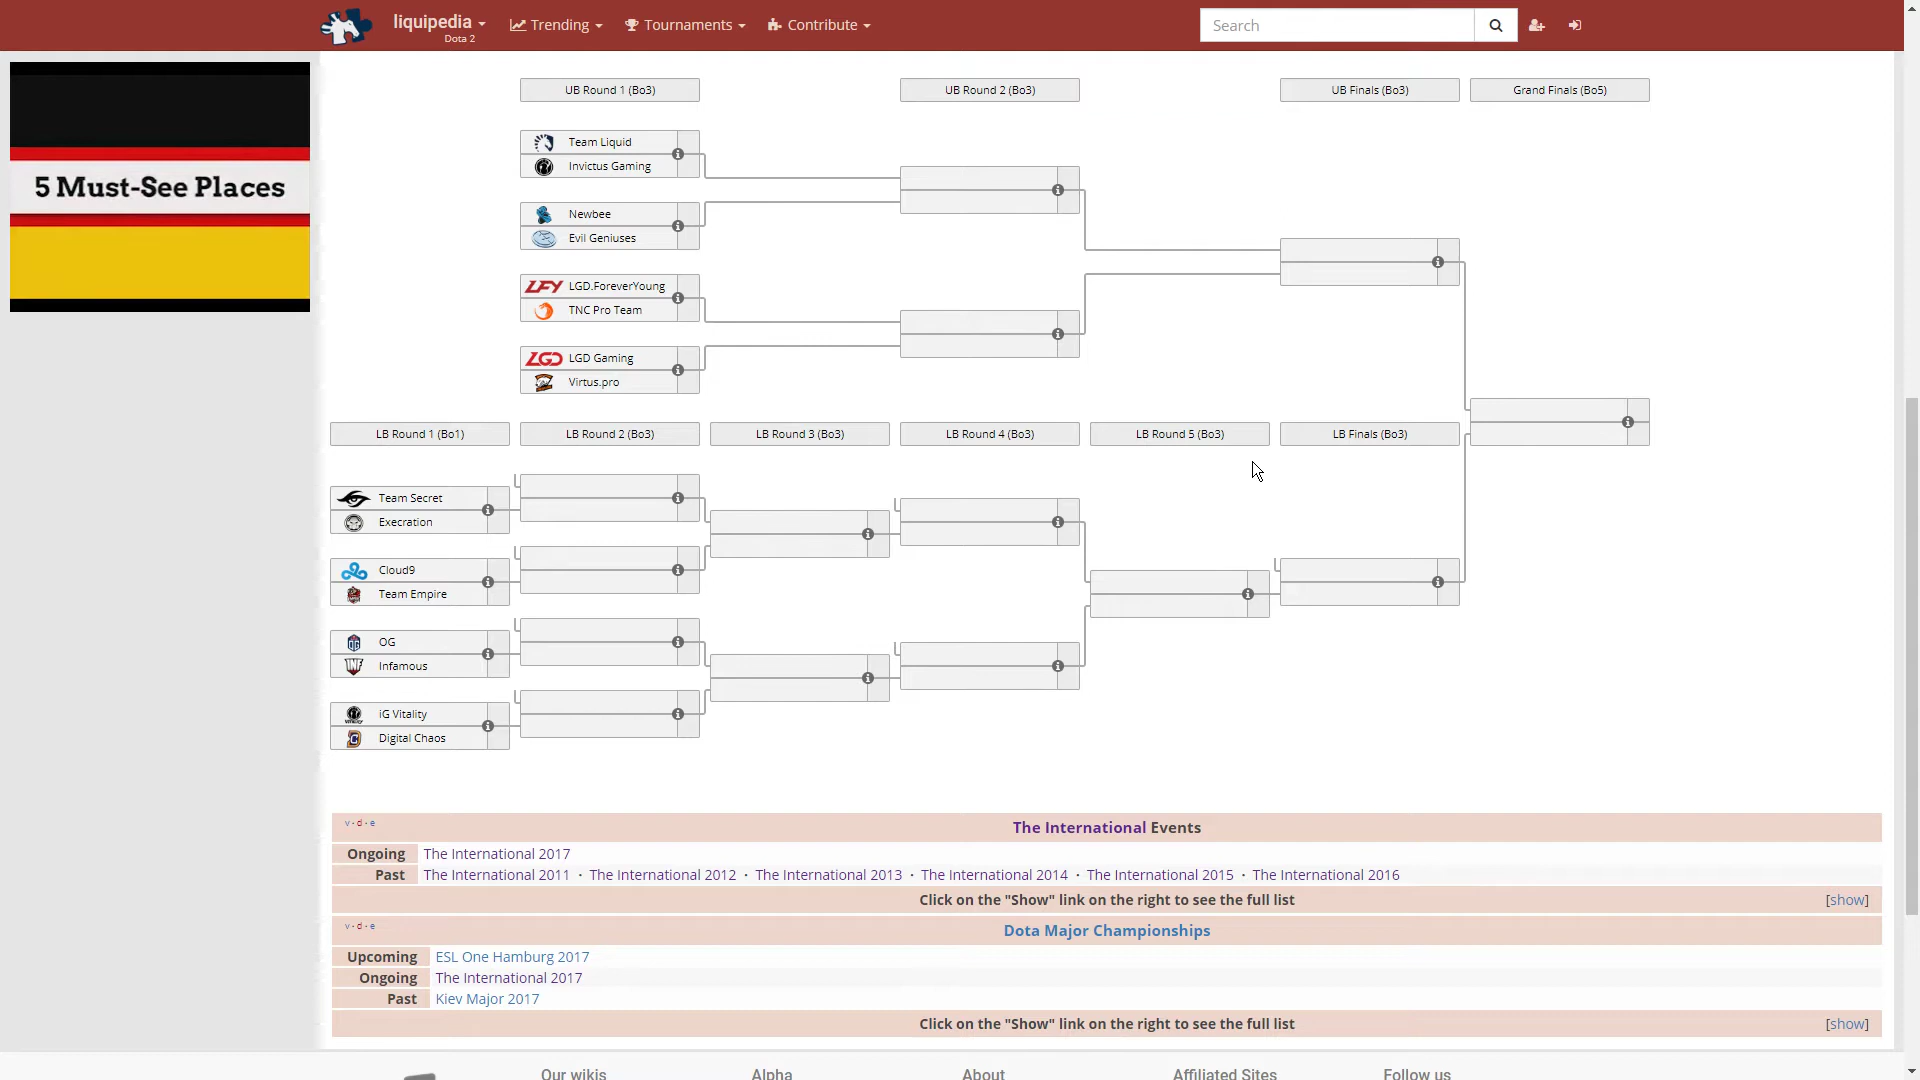 liquipedia
Dota 2
Trending
Tournaments
Contribute
Search
5 Must-See Places
UB Round 1 (Bo3)
UB Round 2 (Bo3)
UB Finals (Bo3)
Grand Finals (Bo5)
Team Liquid
Invictus Gaming
Newbee
Evil Geniuses
LFY LGD.ForeverYoung
TNC Pro Team
LGD LGD Gaming
Virtus.pro
LB Round 1 (Bo1)
LB Round 2 (Bo3)
LB Round 3 (Bo3)
LB Round 4 (Bo3)
LB Round 5 (Bo3)
LB Finals (Bo3)
Team Secret
Execration
Cloud9
Team Empire
OG
Infamous
iG Vitality
Digital Chaos
v · d · e
The International Events
Ongoing The International 2017
Past The International 2011 · The International 2012 · The International 2013 · The International 2014 · The International 2015 · The International 2016
Click on the "Show" link on the right to see the full list [show]
v · d · e
Dota Major Championships
Upcoming ESL One Hamburg 2017
Ongoing The International 2017
Past Kiev Major 2017
Click on the "Show" link on the right to see the full list [show]
Our wikis
Alpha
About
Affiliated Sites
Follow us